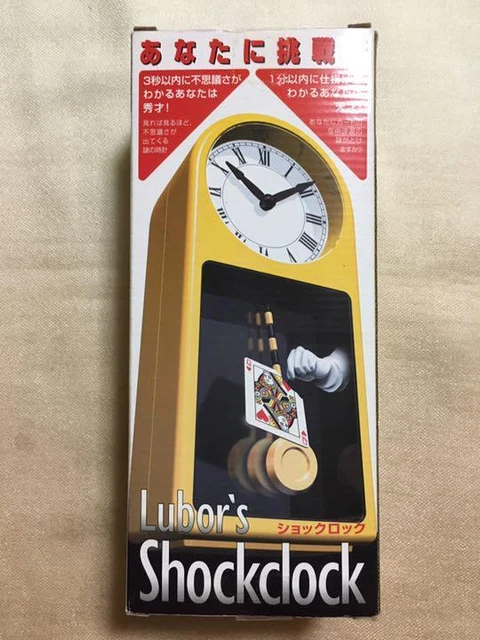 あなたに挑戦
3秒以内に不思議さが
わかるあなたは
秀才!
見れば見るほど、
不思議さが
出てくる
謎の時計
1分以内に仕掛
わかるあなた
XII
Lubor's
ショックロック
Shockclock